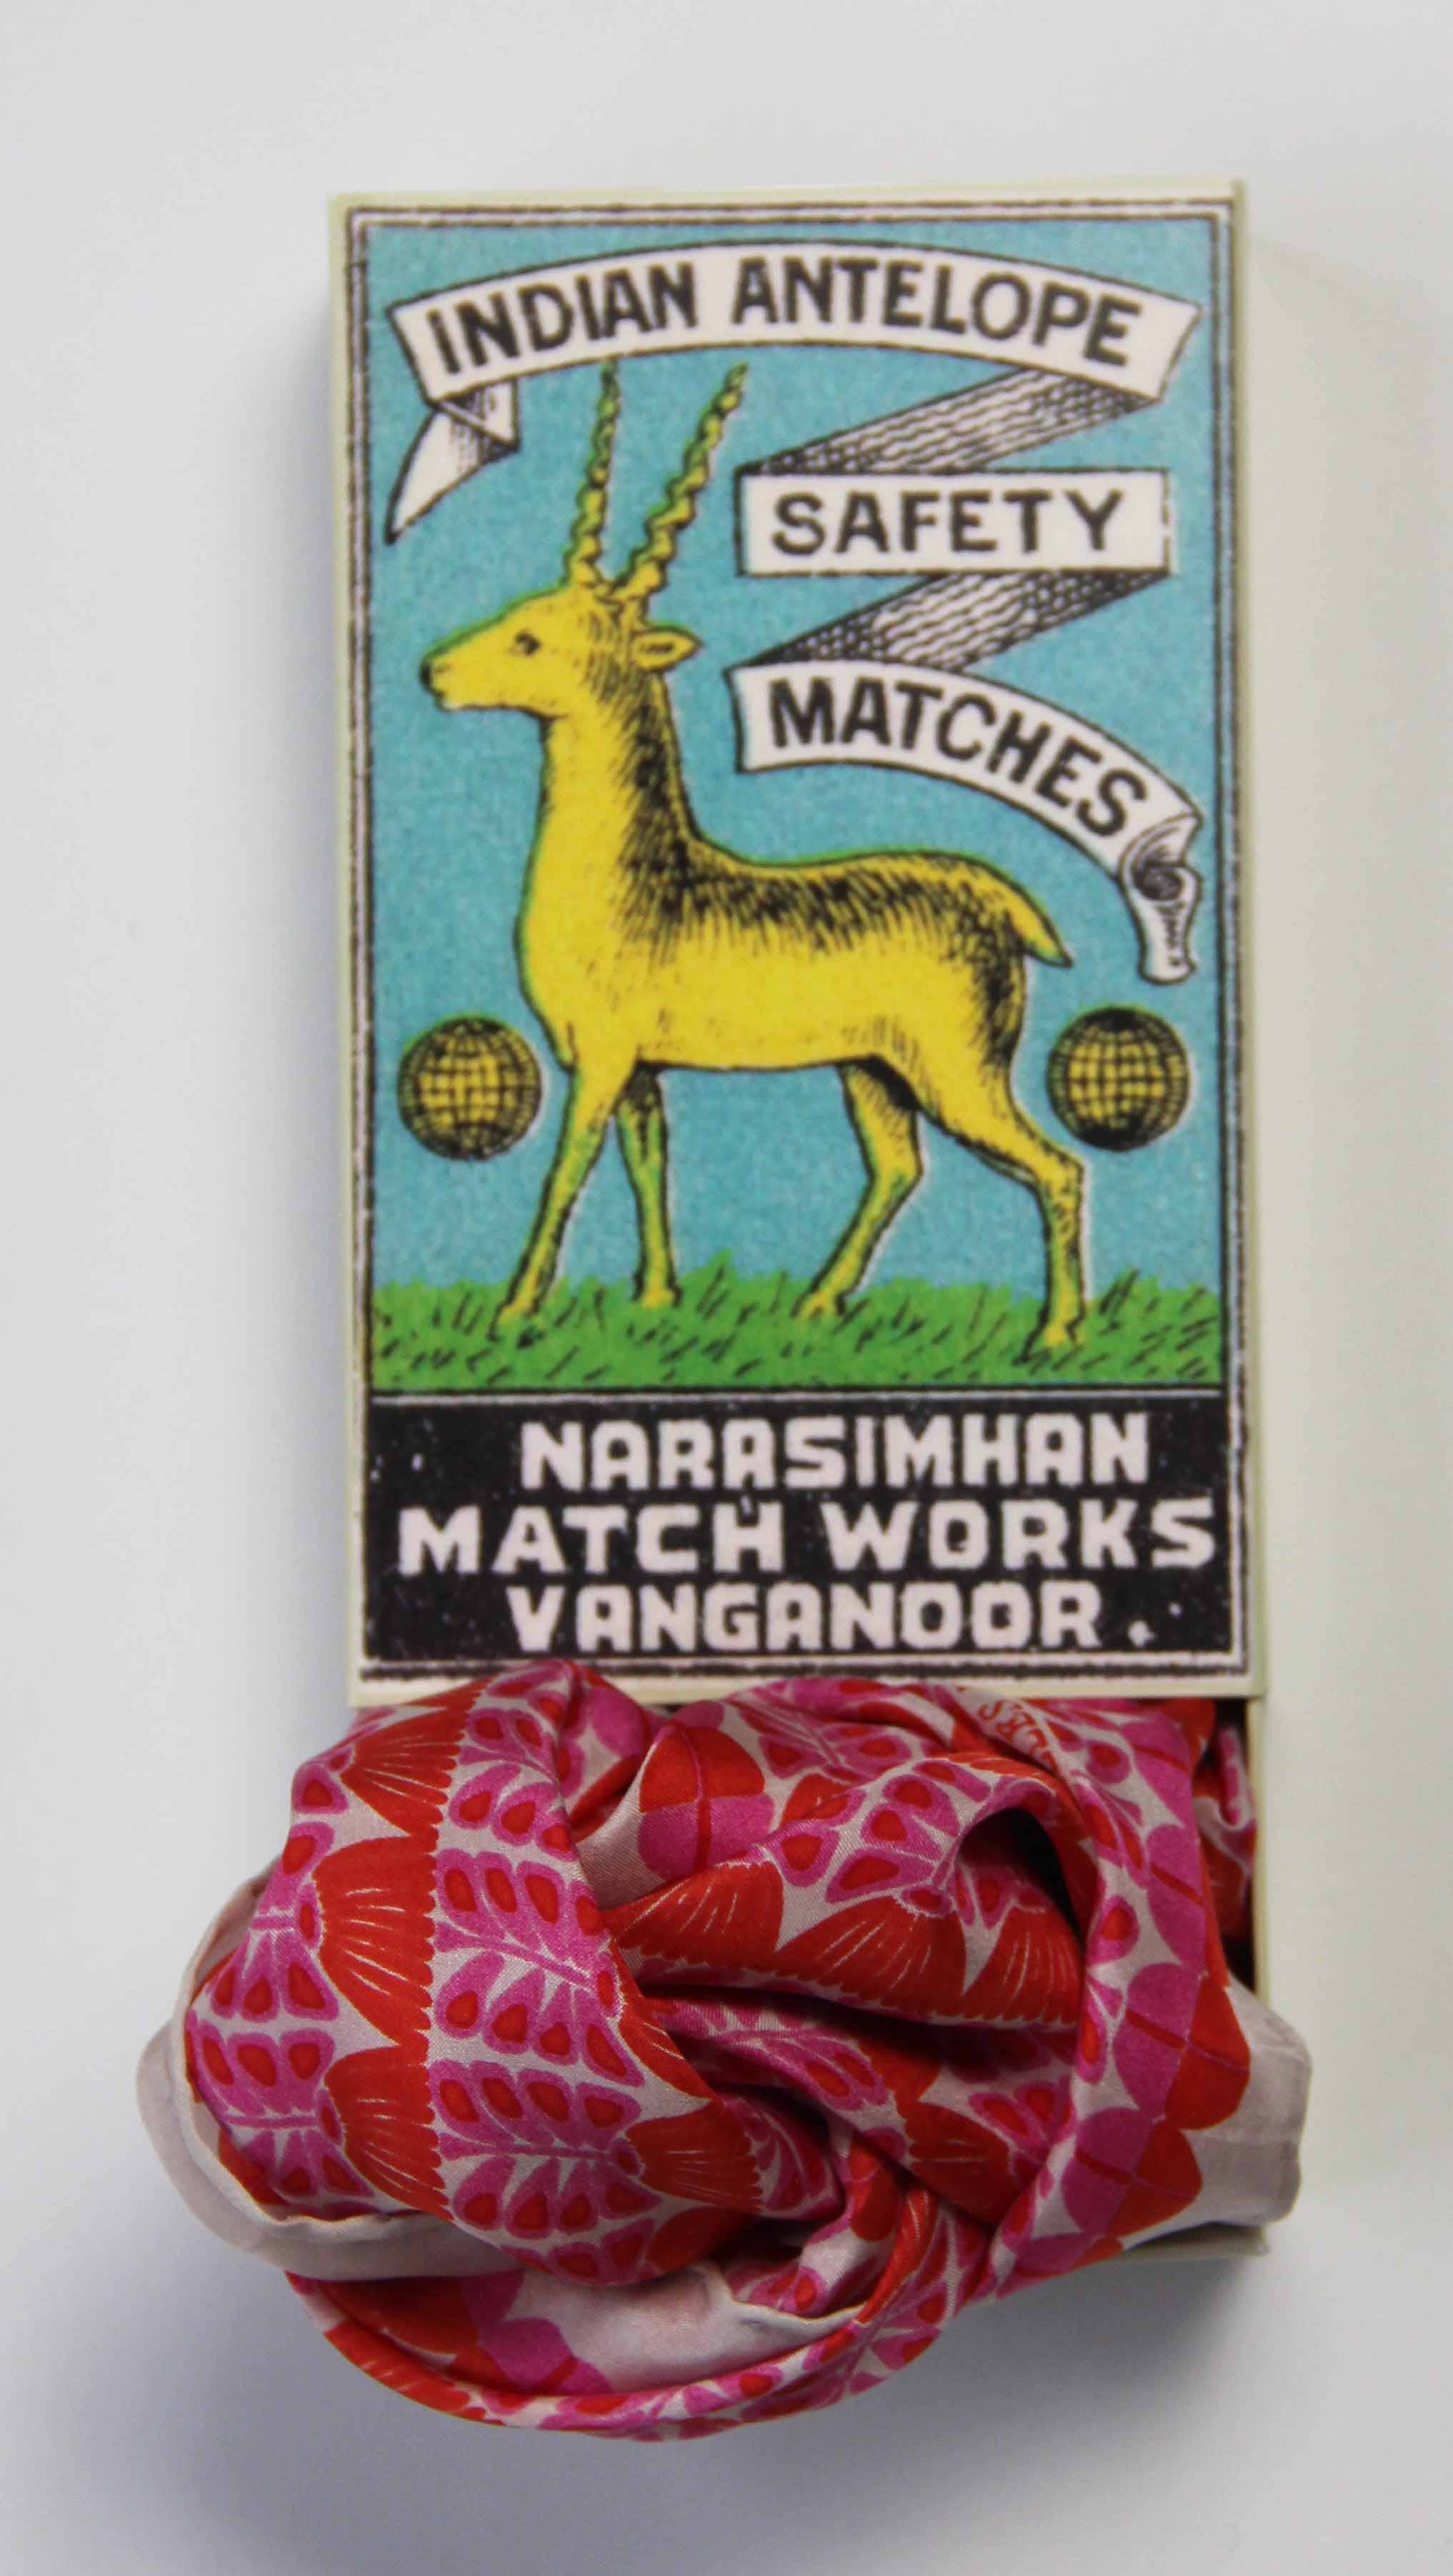 INDIAN ANTELOPE
SAFETY
MATCHES
NARASIMHAN
MATCH WORKS
VANGANOOR.